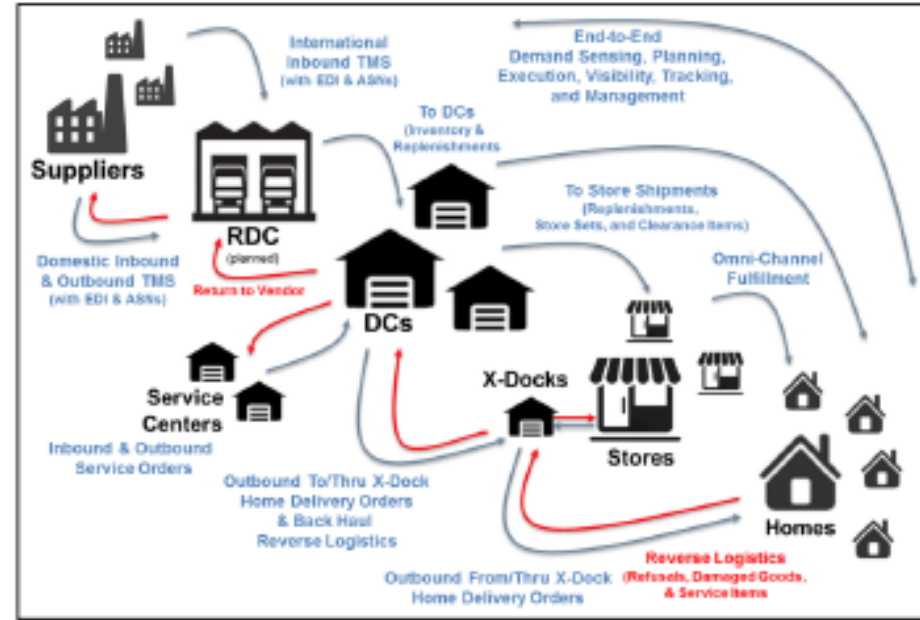 International
Inbound TMS
(with EDI & ASNs)
End-to-End
Demand Sensing, Planning,
Execution, Visibility, Tracking,
and Management
To DCs
(Inventory &
Replenishments
Suppliers
To Store Shipments
(Replenishments,
Store Sets, and Clearance Items)
RDC
(planned)
Domestic Inbound
& Outbound TMS
(with EDI & ASNs)
Return to Vendor
Omni-Channel
Fulfillment
DCs
X-Docks
Service
Centers
Inbound & Outbound
Service Orders
Stores
Outbound To/Thru X-Dock
Home Delivery Orders
& Back Haul
Reverse Logistics
Homes
Reverse Logistics
(Refusals, Damaged Goods,
& Service Items
Outbound From/Thru X-Dock
Home Delivery Orders